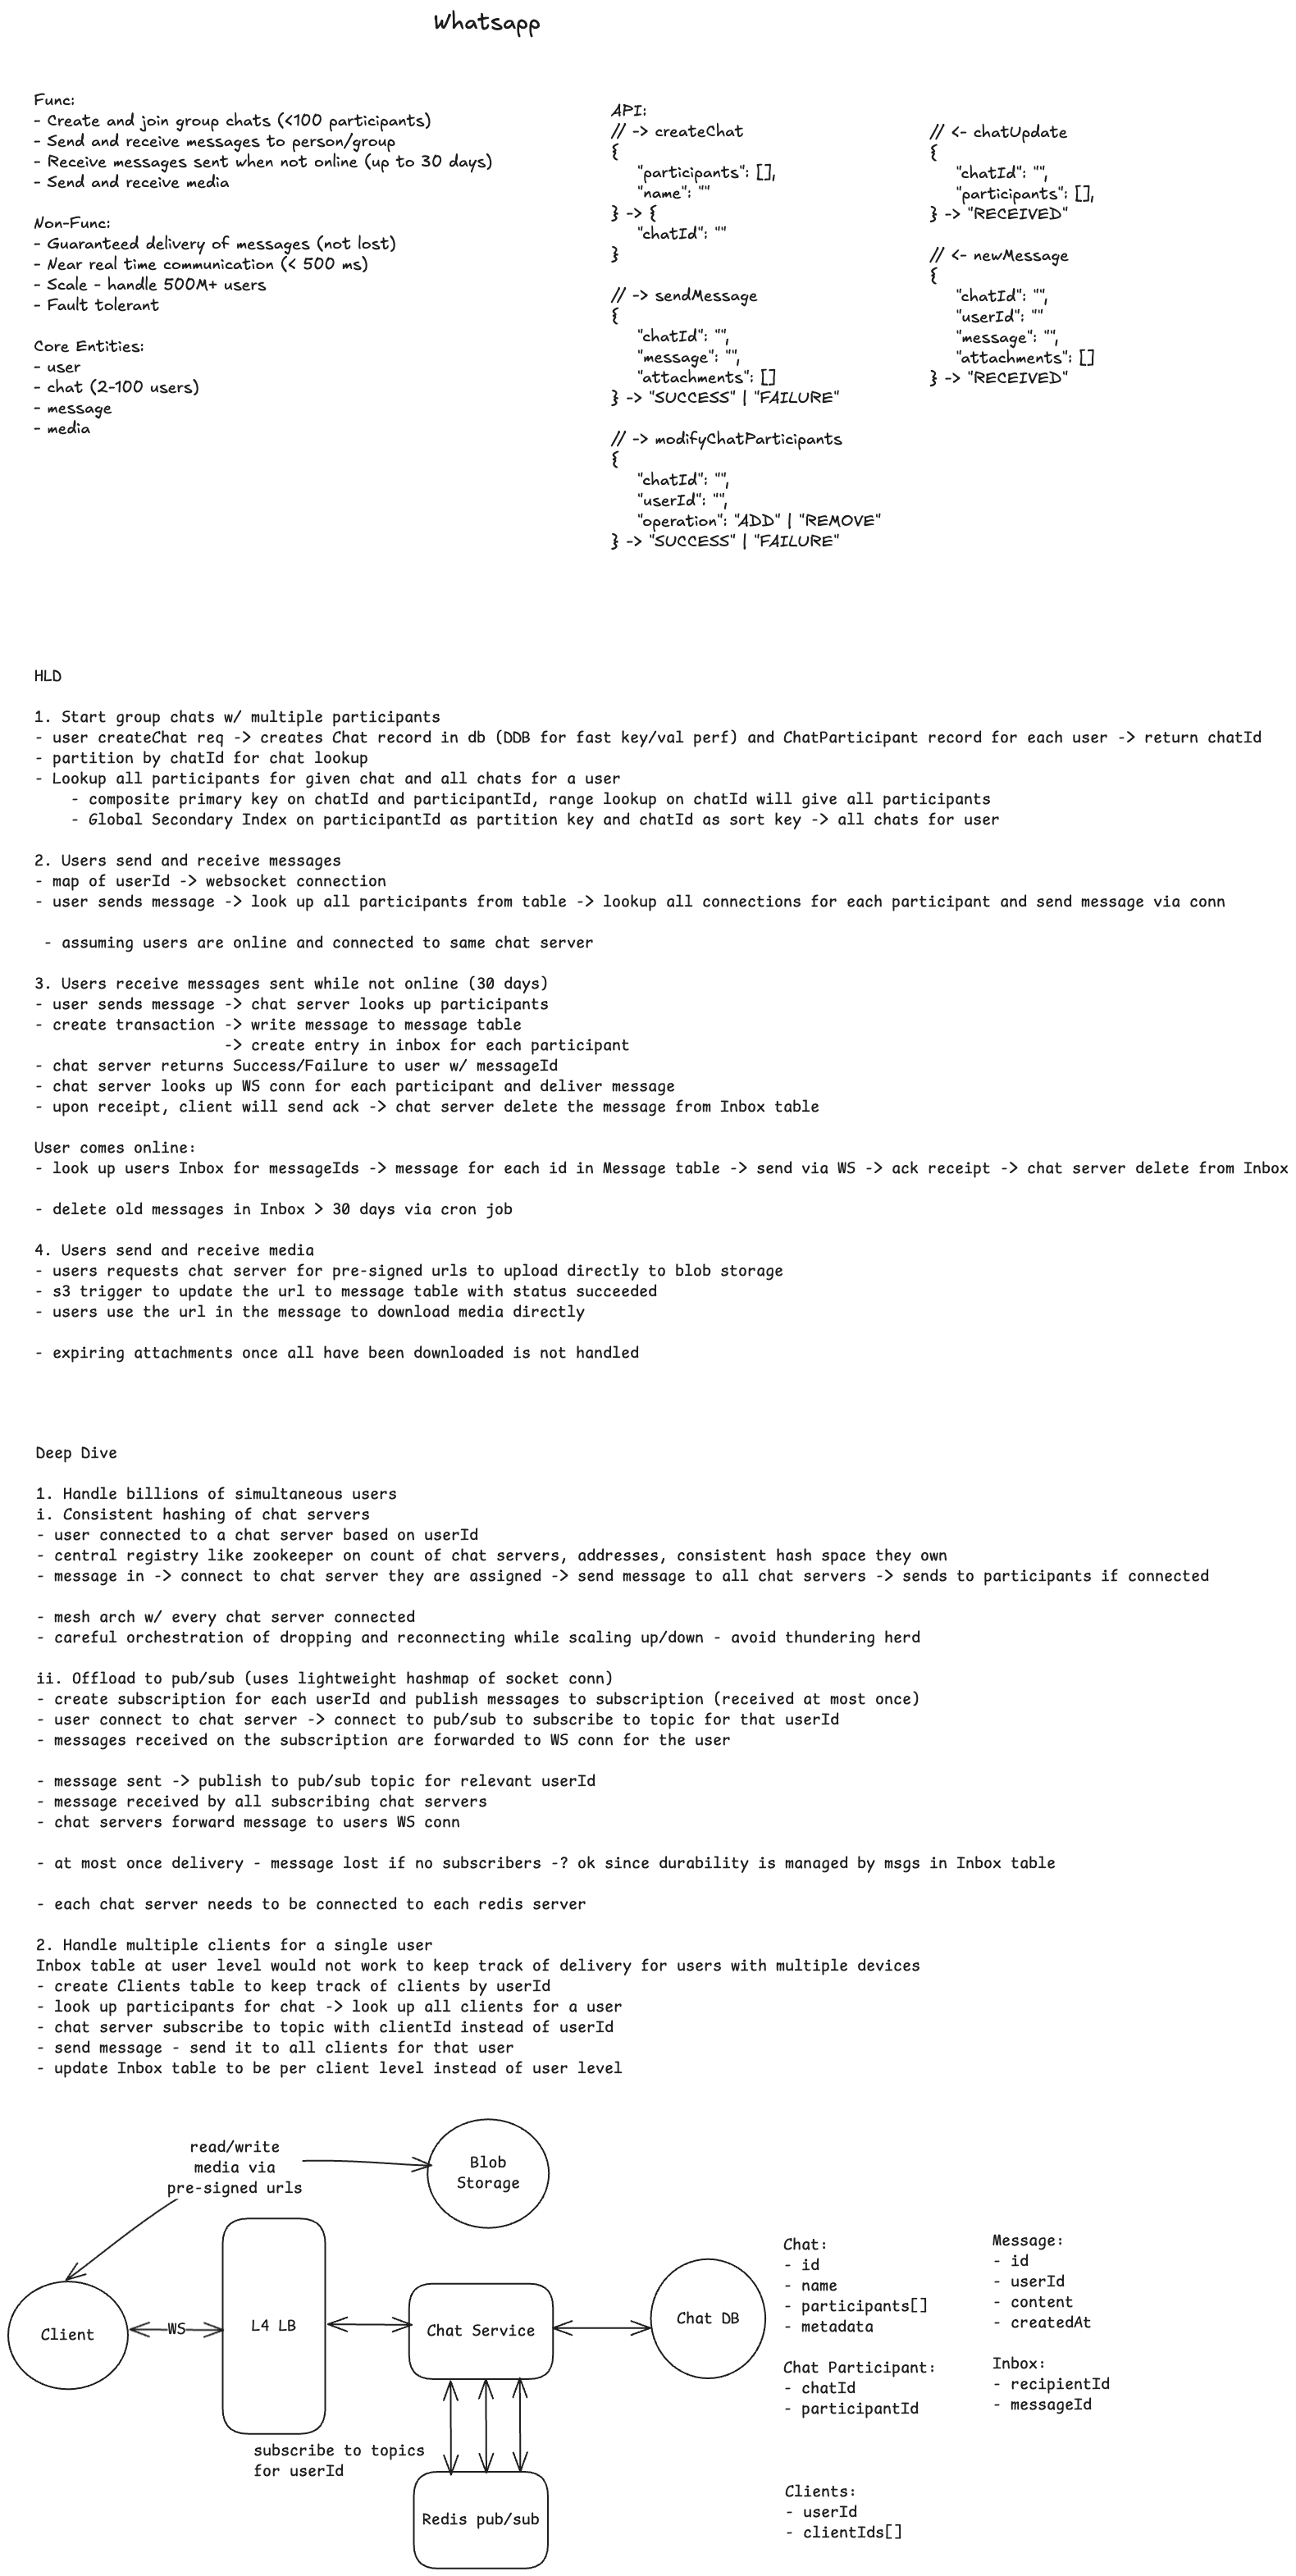 Whatsapp
Func:
- Create and join group chats (<100 participants)
- Send and receive messages to person/group
- Receive messages sent when not online (up to 30 days)
- Send and receive media
Non-Func:
- Guaranteed delivery of messages (not lost)
- Near real time communication (< 500 ms)
- Scale - handle 500M+ users
- Fault tolerant
Core Entities:
- user
- chat (2-100 users)
- message
- media
API:
// -> createChat
{
"participants": [],
"name": ""
} -> {
"chatId": ""
}
// -> sendMessage
{
"chatId": "",
"message": "",
"attachments": []
} -> "SUCCESS" | "FAILURE"
// -> modifyChatParticipants
{
"chatId": "",
"userId": "",
"operation": "ADD" | "REMOVE"
} -> "SUCCESS" | "FAILURE"
// <- chatUpdate
{
"chatId": "",
"participants": [],
} -> "RECEIVED"
// <- newMessage
{
"chatId": "",
"userId": ""
"message": "",
"attachments": []
} -> "RECEIVED"
HLD
1. Start group chats w/ multiple participants
- user createChat req -> creates Chat record in db (DDB for fast key/val perf) and ChatParticipant record for each user -> return chatId
- partition by chatId for chat lookup
- Lookup all participants for given chat and all chats for a user
- composite primary key on chatId and participantId, range lookup on chatId will give all participants
- Global Secondary Index on participantId as partition key and chatId as sort key -> all chats for user
2. Users send and receive messages
- map of userId -> websocket connection
- user sends message -> look up all participants from table -> lookup all connections for each participant and send message via conn
- assuming users are online and connected to same chat server
3. Users receive messages sent while not online (30 days)
- user sends message -> chat server looks up participants
- create transaction -> write message to message table
-> create entry in inbox for each participant
- chat server returns Success/Failure to user w/ messageId
- chat server looks up WS conn for each participant and deliver message
- upon receipt, client will send ack -> chat server delete the message from Inbox table
User comes online:
- look up users Inbox for messageIds -> message for each id in Message table -> send via WS -> ack receipt -> chat server delete from Inbox
- delete old messages in Inbox > 30 days via cron job
4. Users send and receive media
- users requests chat server for pre-signed urls to upload directly to blob storage
- s3 trigger to update the url to message table with status succeeded
- users use the url in the message to download media directly
- expiring attachments once all have been downloaded is not handled
Deep Dive
1. Handle billions of simultaneous users
i. Consistent hashing of chat servers
- user connected to a chat server based on userId
- central registry like zookeeper on count of chat servers, addresses, consistent hash space they own
- message in -> connect to chat server they are assigned -> send message to all chat servers -> sends to participants if connected
- mesh arch w/ every chat server connected
- careful orchestration of dropping and reconnecting while scaling up/down - avoid thundering herd
ii. Offload to pub/sub (uses lightweight hashmap of socket conn)
- create subscription for each userId and publish messages to subscription (received at most once)
- user connect to chat server -> connect to pub/sub to subscribe to topic for that userId
- messages received on the subscription are forwarded to WS conn for the user
- message sent -> publish to pub/sub topic for relevant userId
- message received by all subscribing chat servers
- chat servers forward message to users WS conn
- at most once delivery - message lost if no subscribers -? ok since durability is managed by msgs in Inbox table
- each chat server needs to be connected to each redis server
2. Handle multiple clients for a single user
Inbox table at user level would not work to keep track of delivery for users with multiple devices
- create Clients table to keep track of clients by userId
- look up participants for chat -> look up all clients for a user
- chat server subscribe to topic with clientId instead of userId
- send message - send it to all clients for that user
- update Inbox table to be per client level instead of user level
read/write
media via
pre-signed urls
Blob
Storage
Client
WS
L4 LB
Chat Service
Chat DB
subscribe to topics
for userId
Redis pub/sub
Chat:
- id
- name
- participants[]
- metadata
Chat Participant:
- chatId
- participantId
Message:
- id
- userId
- content
- createdAt
Inbox:
- recipientId
- messageId
Clients:
- userId
- clientIds[]